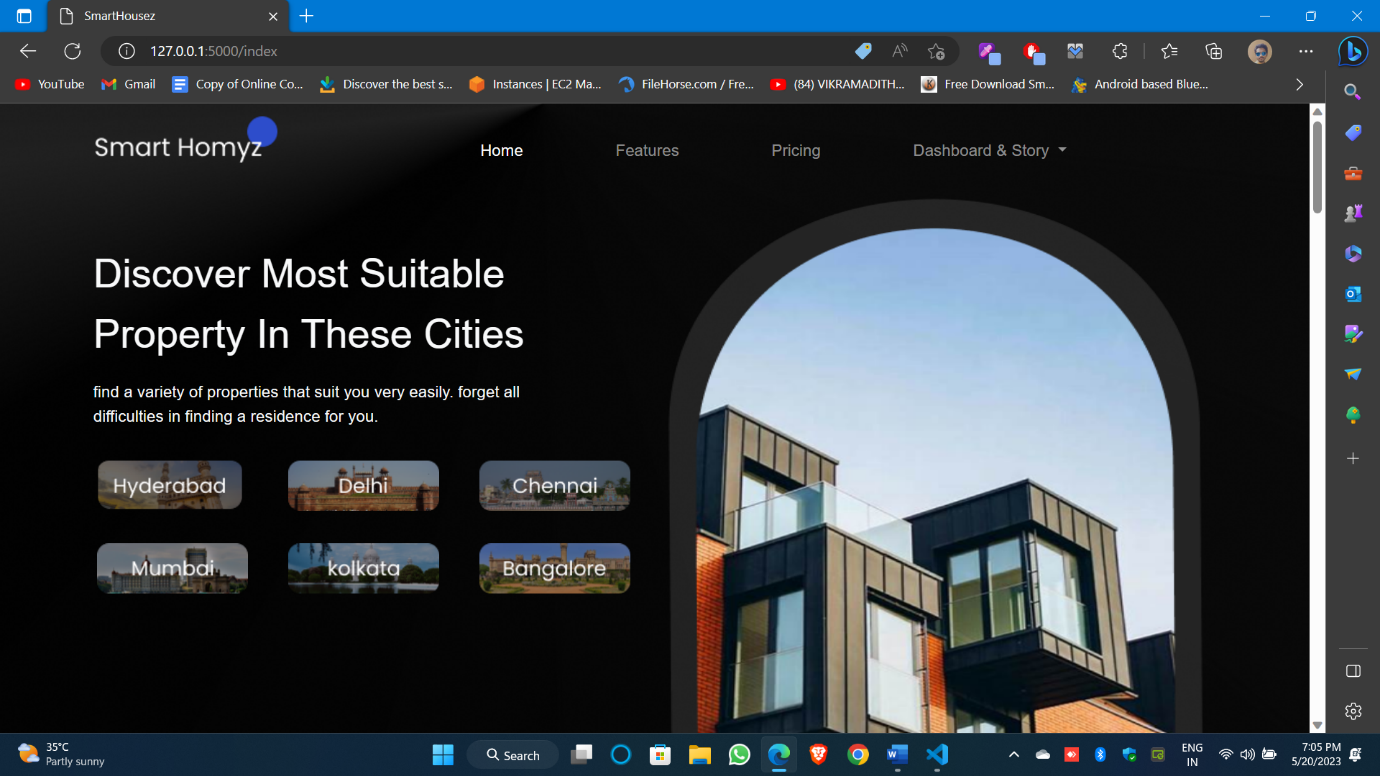 SmartHousez
127.0.0.1:5000/index
YouTube
Gmail
Copy of Online Co...
Discover the best s...
Instances | EC2 Ma...
FileHorse.com / Fre...
(84) VIKRAMADITH...
Free Download Sm...
Android based Blue...
Smart Homyz
Home
Features
Pricing
Dashboard & Story
Discover Most Suitable
Property In These Cities
find a variety of properties that suit you very easily. forget all
difficulties in finding a residence for you.
Hyderabad
Delhi
Chennai
Mumbai
kolkata
Bangalore
35°C
Partly sunny
Search
ENG
IN
7:05 PM
5/20/2023